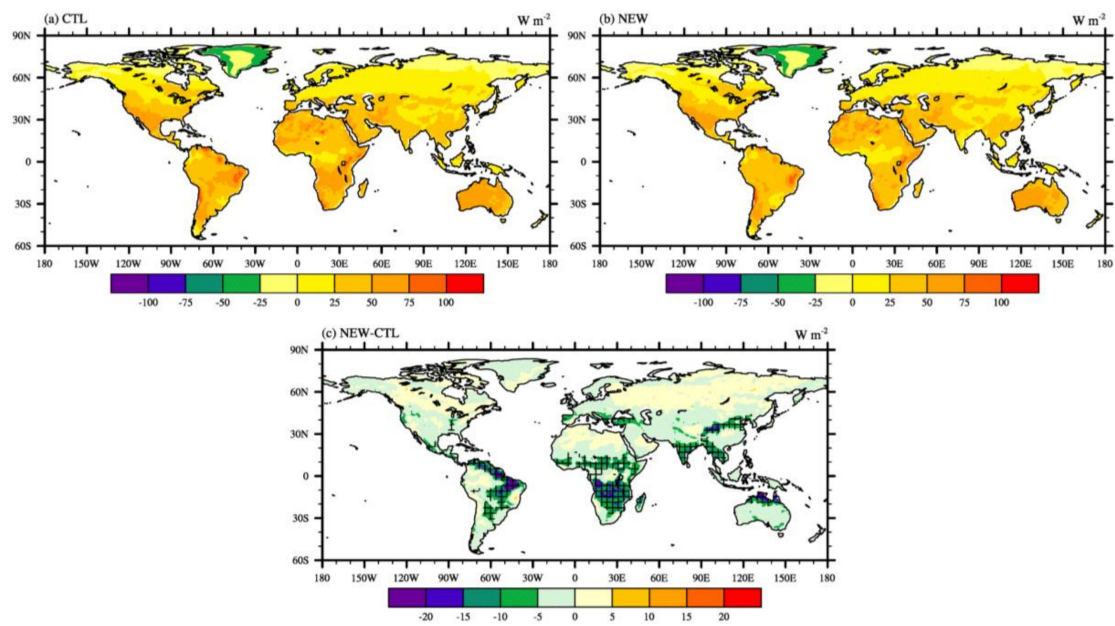 (a) CTL W m-2
90N
60N
30N
0
30S
60S
180 150W 120W 90W 60W 30W 0 30E 60E 90E 120E 150E 180
-100 -75 -50 -25 0 25 50 75 100
(b) NEW W m-2
90N
60N
30N
0
30S
60S
180 150W 120W 90W 60W 30W 0 30E 60E 90E 120E 150E 180
-100 -75 -50 -25 0 25 50 75 100
(c) NEW-CTL W m-2
90N
60N
30N
0
30S
60S
180 150W 120W 90W 60W 30W 0 30E 60E 90E 120E 150E 180
-20 -15 -10 -5 0 5 10 15 20